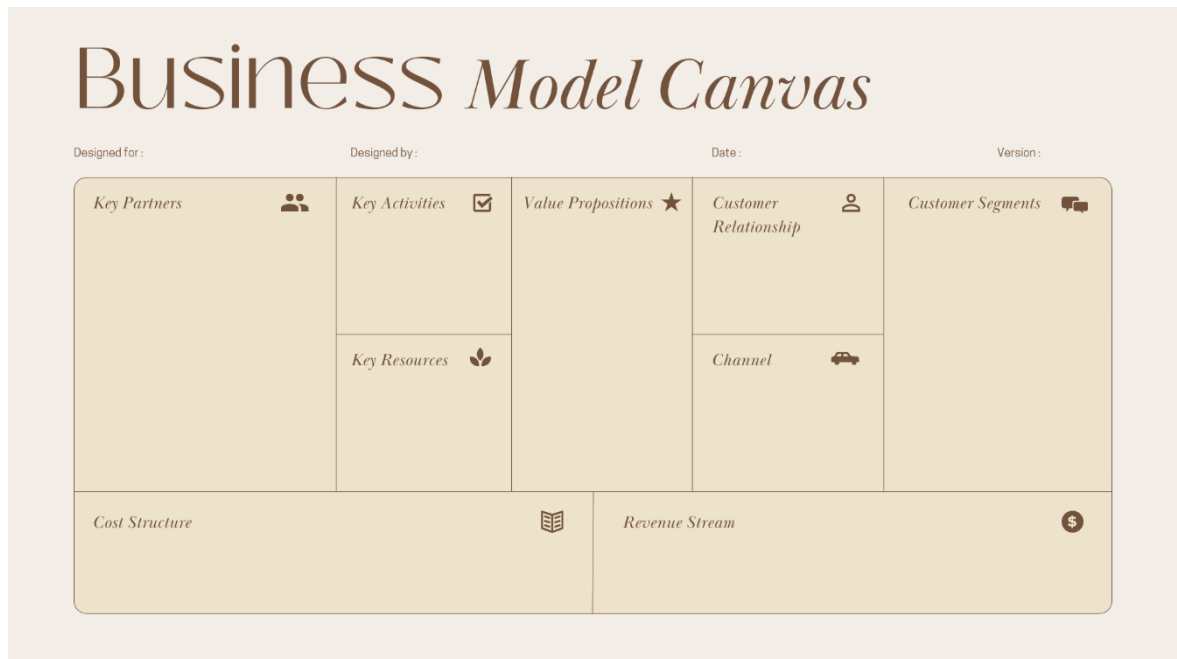 Business Model Canvas
Designed for :
Designed by :
Date :
Version :
Key Partners
Key Activities
Value Propositions
Customer
Relationship
Customer Segments
Key Resources
Channel
Cost Structure
Revenue Stream
$